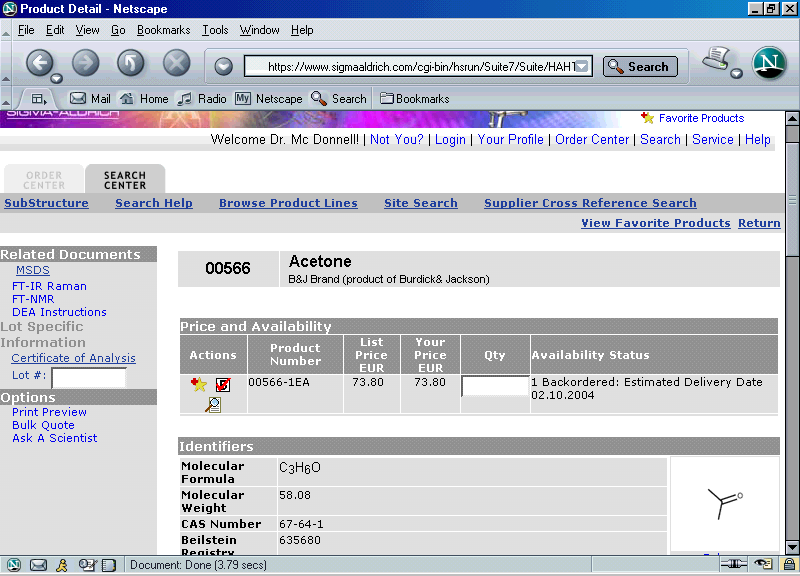 Product Detail - Netscape
File Edit View Go Bookmarks Tools Window Help
https://www.sigmaaldrich.com/cgi-bin/hsrun/Suite7/Suite/HAHT
Search
N
Mail Home Radio My Netscape Search Bookmarks
SIGMA-ALDRICH
Favorite Products
Welcome Dr. Mc Donnell! | Not You? | Login | Your Profile | Order Center | Search | Service | Help
ORDER CENTER
SEARCH CENTER
SubStructure Search Help Browse Product Lines Site Search Supplier Cross Reference Search
View Favorite Products Return
Related Documents
MSDS
FT-IR Raman
FT-NMR
DEA Instructions
Lot Specific
Information
Certificate of Analysis
Lot #:
Options
Print Preview
Bulk Quote
Ask A Scientist
00566
Acetone
B&J Brand (product of Burdick& Jackson)
Price and Availability
Actions
Product Number
List Price EUR
Your Price EUR
Qty
Availability Status
00566-1EA 73.80 73.80 1 Backordered: Estimated Delivery Date
02.10.2004
Identifiers
Molecular Formula
C3H6O
Molecular Weight
58.08
CAS Number 67-64-1
Beilstein Registry
635680
O
Document: Done (3.79 secs)